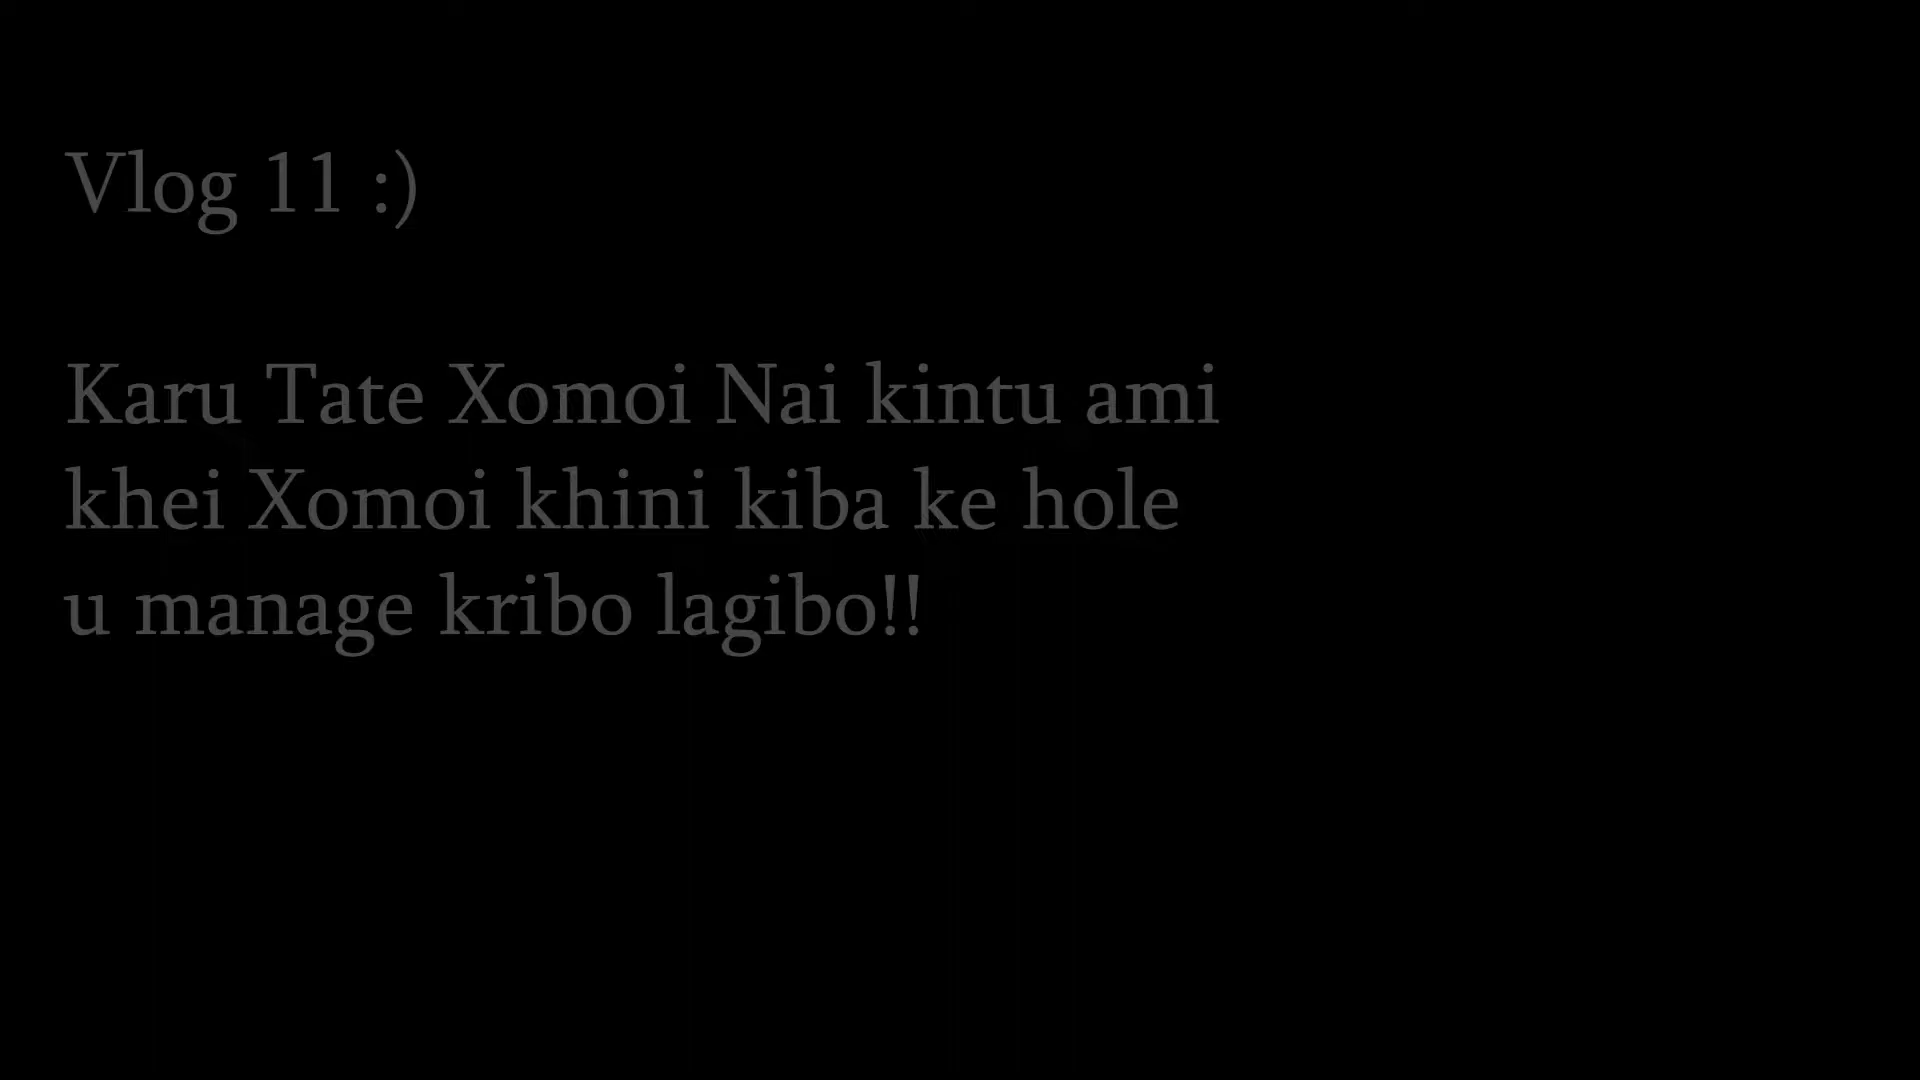 Vlog 11 :)
Karu Tate Xomoi Nai kintu ami
khei Xomoi khini kiba ke hole
u manage kribo lagibo!!